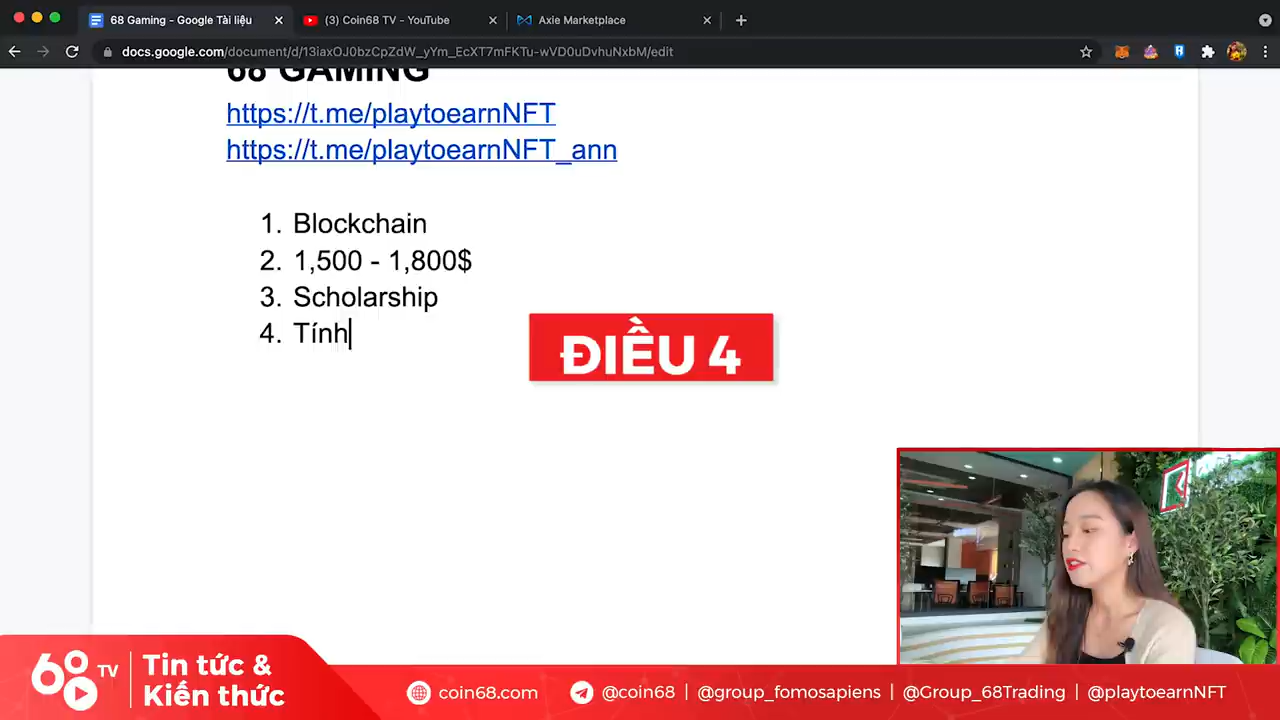 68 Gaming - Google Tài liệu
(3) Coin68 TV - YouTube
Axie Marketplace
docs.google.com/document/d/13iaxOJ0bzCpZdW_yYm_EcXT7mFKTu-wVD0uDvhuNxbM/edit
68 GAMING
https://t.me/playtoearnNFT
https://t.me/playtoearnNFT_ann
1. Blockchain
2. 1,500 - 1,800$
3. Scholarship
4. Tính
ĐIỀU 4
68 TV
Tin tức &
Kiến thức
coin68.com
@coin68 | @group_fomosapiens | @Group_68Trading | @playtoearnNFT